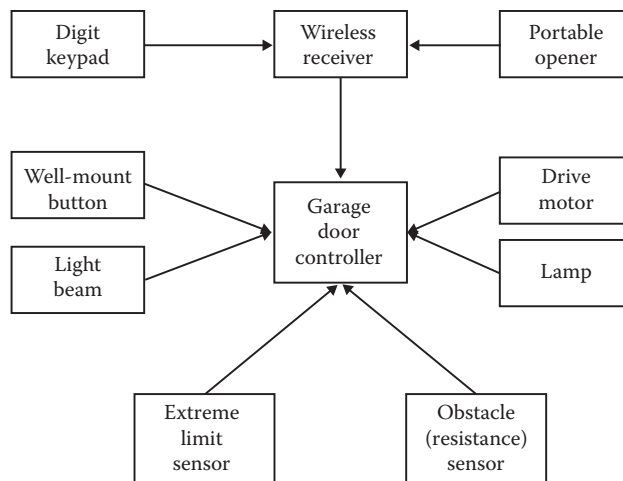 Digit
keypad
Wireless
receiver
Portable
opener
Well-mount
button
Garage
door
controller
Drive
motor
Light
beam
Lamp
Extreme
limit
sensor
Obstacle
(resistance)
sensor